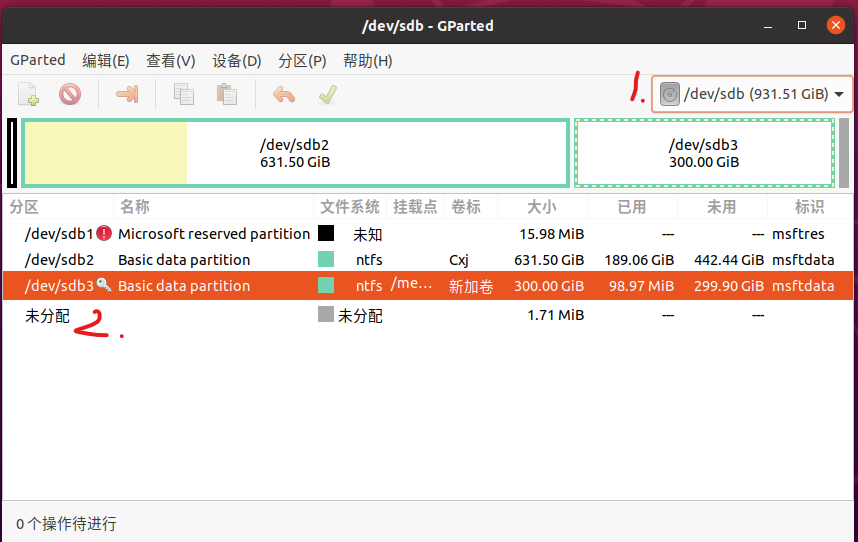 /dev/sdb - GParted
GParted 编辑(E) 查看(V) 设备(D) 分区(P) 帮助(H)
1. /dev/sdb (931.51 GiB)
/dev/sdb2
631.50 GiB
/dev/sdb3
300.00 GiB
分区 名称 文件系统 挂载点 卷标 大小 已用 未用 标识
/dev/sdb1 Microsoft reserved partition 未知 15.98 MiB --- --- msftres
/dev/sdb2 Basic data partition ntfs Cxj 631.50 GiB 189.06 GiB 442.44 GiB msftdata
/dev/sdb3 Basic data partition ntfs /me... 新加卷 300.00 GiB 98.97 MiB 299.90 GiB msftdata
未分配 未分配 1.71 MiB --- ---
2.
0 个操作待进行